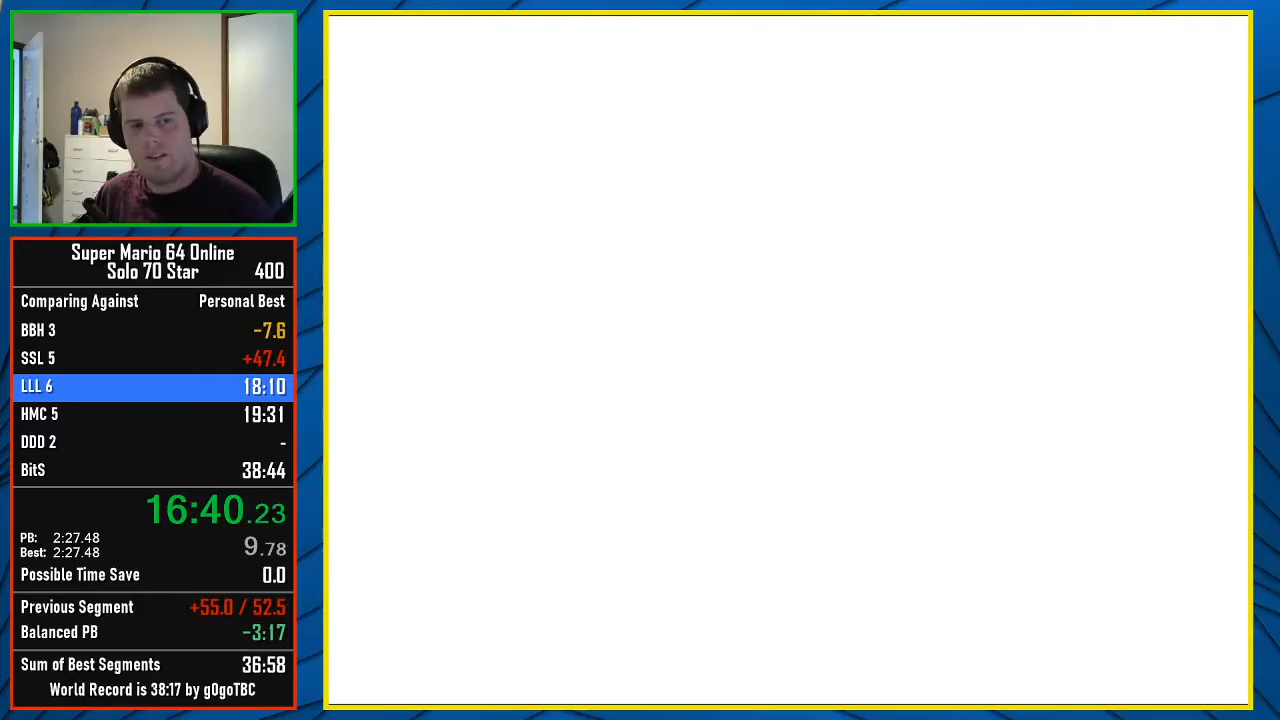 Super Mario 64 Online
Solo 70 Star 400
Comparing Against Personal Best
BBH 3 -7.6
SSL 5 +47.4
LLL 6 18:10
HMC 5 19:31
DDD 2 -
BitS 38:44
16:40.23
PB: 2:27.48
Best: 2:27.48
9.78
Possible Time Save 0.0
Previous Segment +55.0 / 52.5
Balanced PB -3:17
Sum of Best Segments 36:58
World Record is 38:17 by g0goTBC